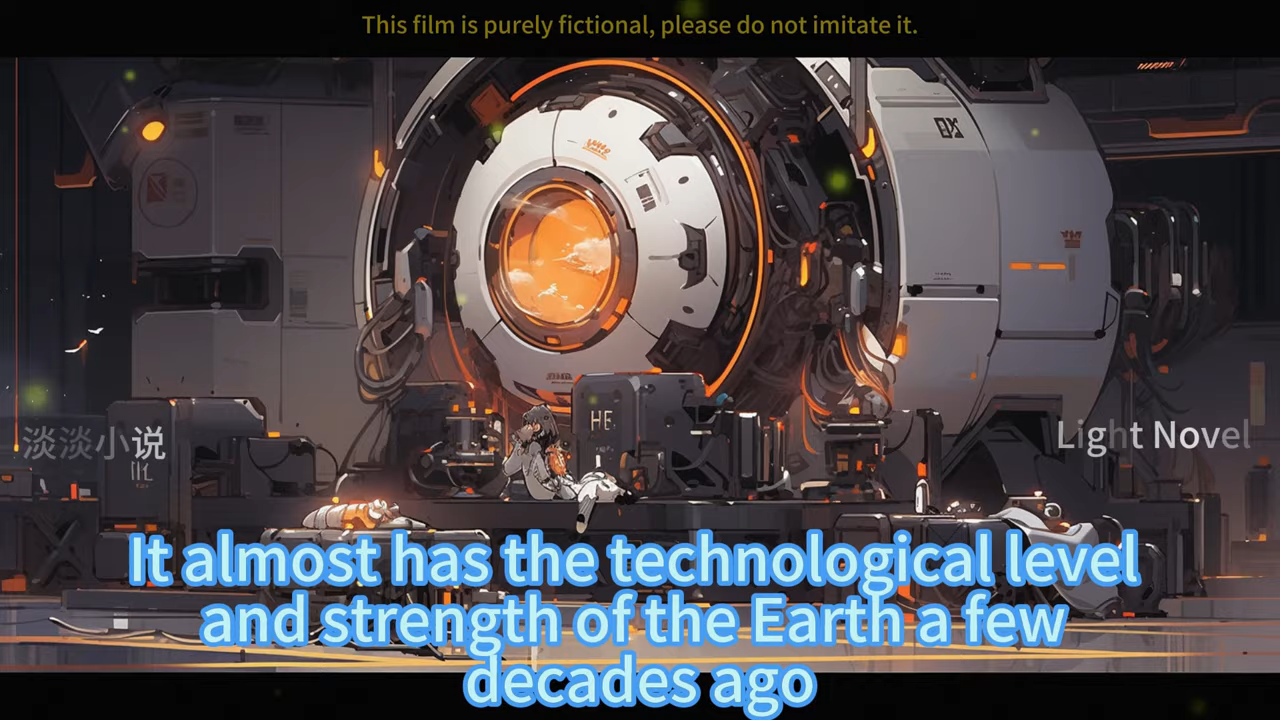 This film is purely fictional, please do not imitate it.
HE
淡淡小说
Light Novel
It almost has the technological level
and strength of the Earth a few
decades ago